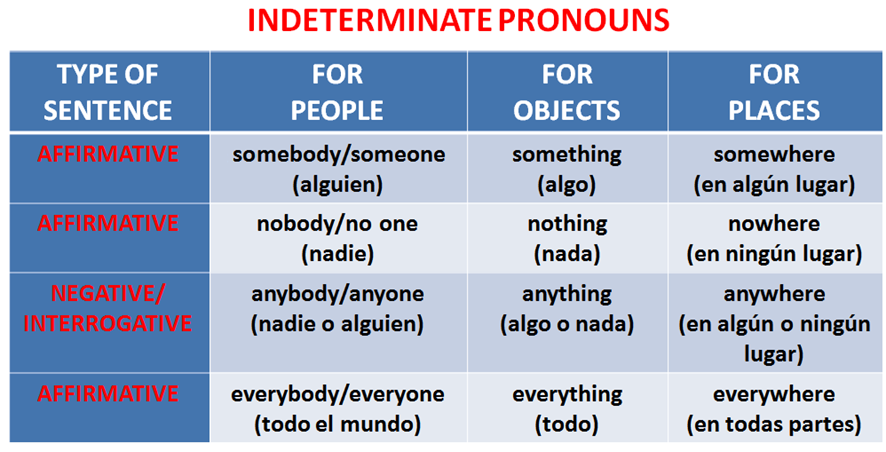 INDETERMINATE PRONOUNS
TYPE OF
SENTENCE
FOR
PEOPLE
FOR
OBJECTS
FOR
PLACES
AFFIRMATIVE
somebody/someone
(alguien)
something
(algo)
somewhere
(en algún lugar)
AFFIRMATIVE
nobody/no one
(nadie)
nothing
(nada)
nowhere
(en ningún lugar)
NEGATIVE/
INTERROGATIVE
anybody/anyone
(nadie o alguien)
anything
(algo o nada)
anywhere
(en algún o ningún
lugar)
AFFIRMATIVE
everybody/everyone
(todo el mundo)
everything
(todo)
everywhere
(en todas partes)